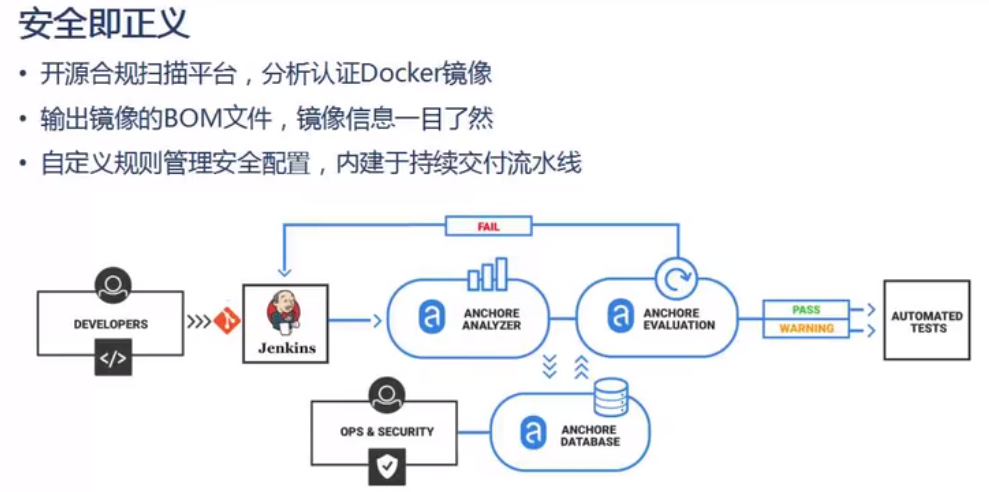 安全即正义
• 开源合规扫描平台，分析认证Docker镜像
• 输出镜像的BOM文件，镜像信息一目了然
• 自定义规则管理安全配置，内建于持续交付流水线
FAIL
DEVELOPERS
</>
Jenkins
a
ANCHORE
ANALYZER
a
ANCHORE
EVALUATION
PASS
WARNING
AUTOMATED
TESTS
OPS & SECURITY
a
ANCHORE
DATABASE